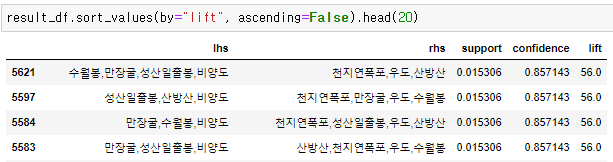 result_df.sort_values(by="lift", ascending=False).head(20)
lhs rhs support confidence lift
5621 수월봉,만장굴,성산일출봉,비양도 천지연폭포,우도,산방산 0.015306 0.857143 56.0
5597 성산일출봉,산방산,비양도 천지연폭포,만장굴,우도,수월봉 0.015306 0.857143 56.0
5584 만장굴,수월봉,비양도 천지연폭포,성산일출봉,우도,산방산 0.015306 0.857143 56.0
5583 만장굴,성산일출봉,비양도 산방산,천지연폭포,우도,수월봉 0.015306 0.857143 56.0